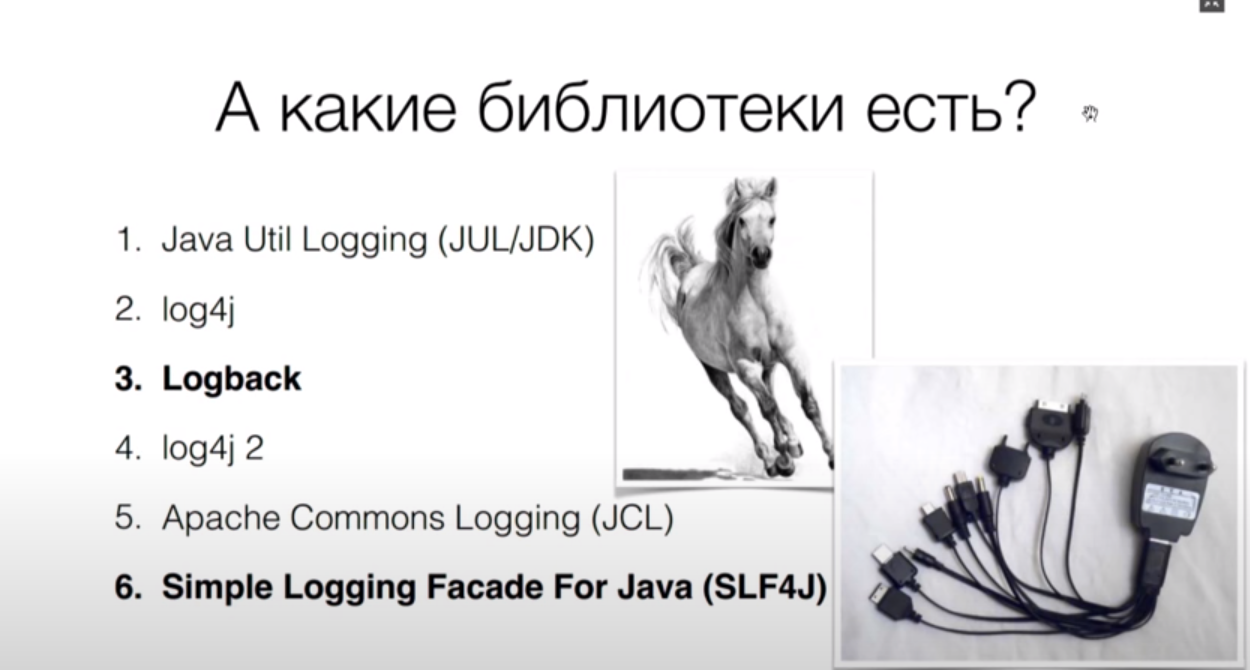 А какие библиотеки есть?
1. Java Util Logging (JUL/JDK)
2. log4j
3. Logback
4. log4j 2
5. Apache Commons Logging (JCL)
6. Simple Logging Facade For Java (SLF4J)